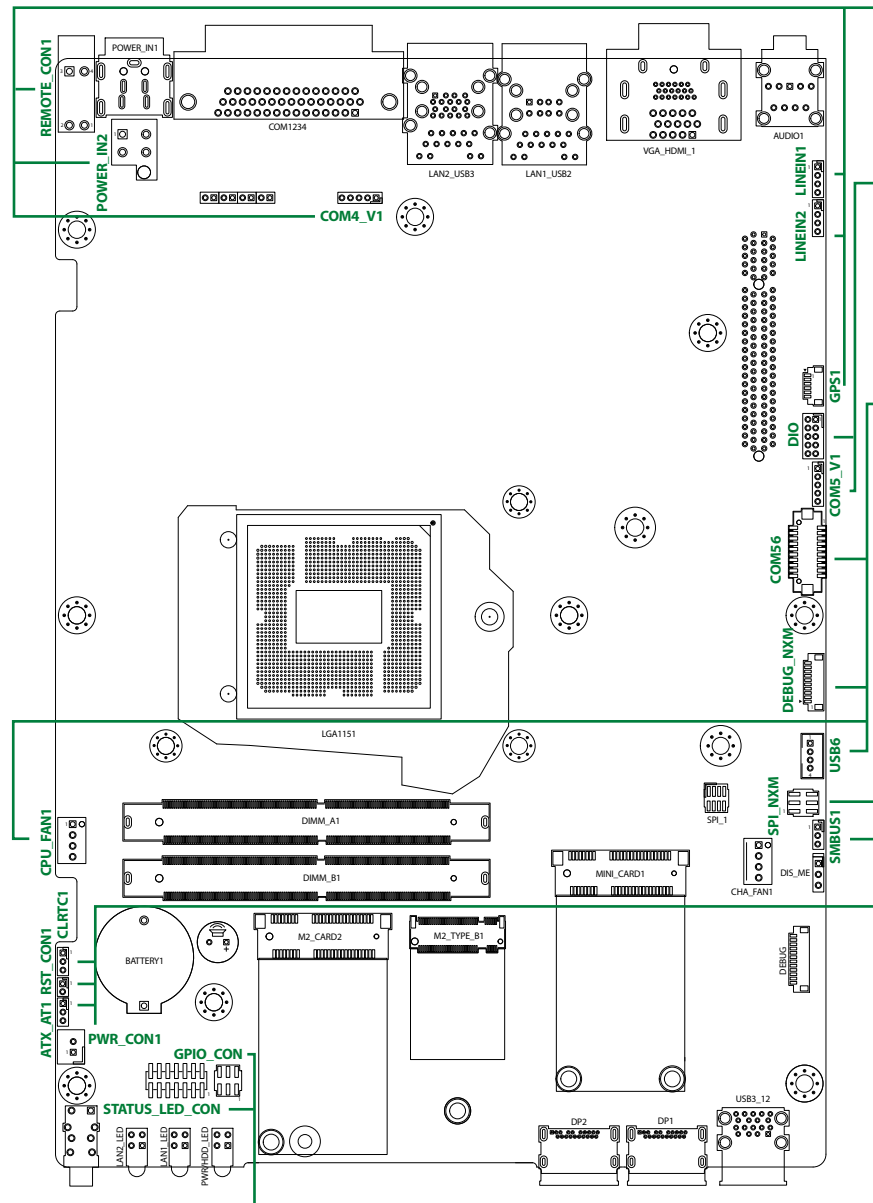 REMOTE_CON1
POWER_IN1
COM1234
LAN2_USB3
LAN1_USB2
VGA_HDMI_1
AUDIO1
POWER_IN2
COM4_V1
LINEIN1
LINEIN2
GPS1
DIO
COM5_V1
COM56
DEBUG_NXM
LGA1151
USB6
SPI_1
SPI_NXM
SMBUS1
CPU_FAN1
DIMM_A1
DIMM_B1
MINI_CARD1
CHA_FAN1
DIS_ME
CLRTC1
RST_CON1
ATX_AT1
BATTERY1
M2_CARD2
M2_TYPE_B1
DEBUG
PWR_CON1
GPIO_CON
STATUS_LED_CON
LAN2_LED
LAN1_LED
PWR/HDD_LED
DP2
DP1
USB3_12